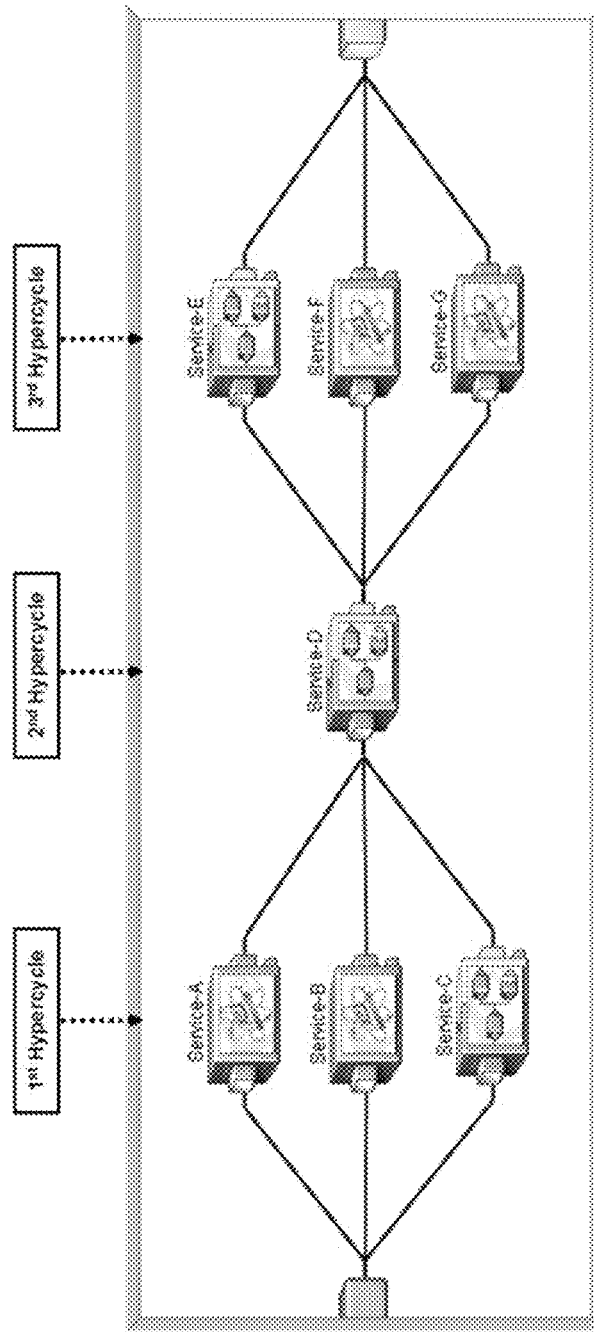 1st Hypercycle
2nd Hypercycle
3rd Hypercycle
Service-A
Service-B
Service-C
Service-D
Service-E
Service-F
Service-G